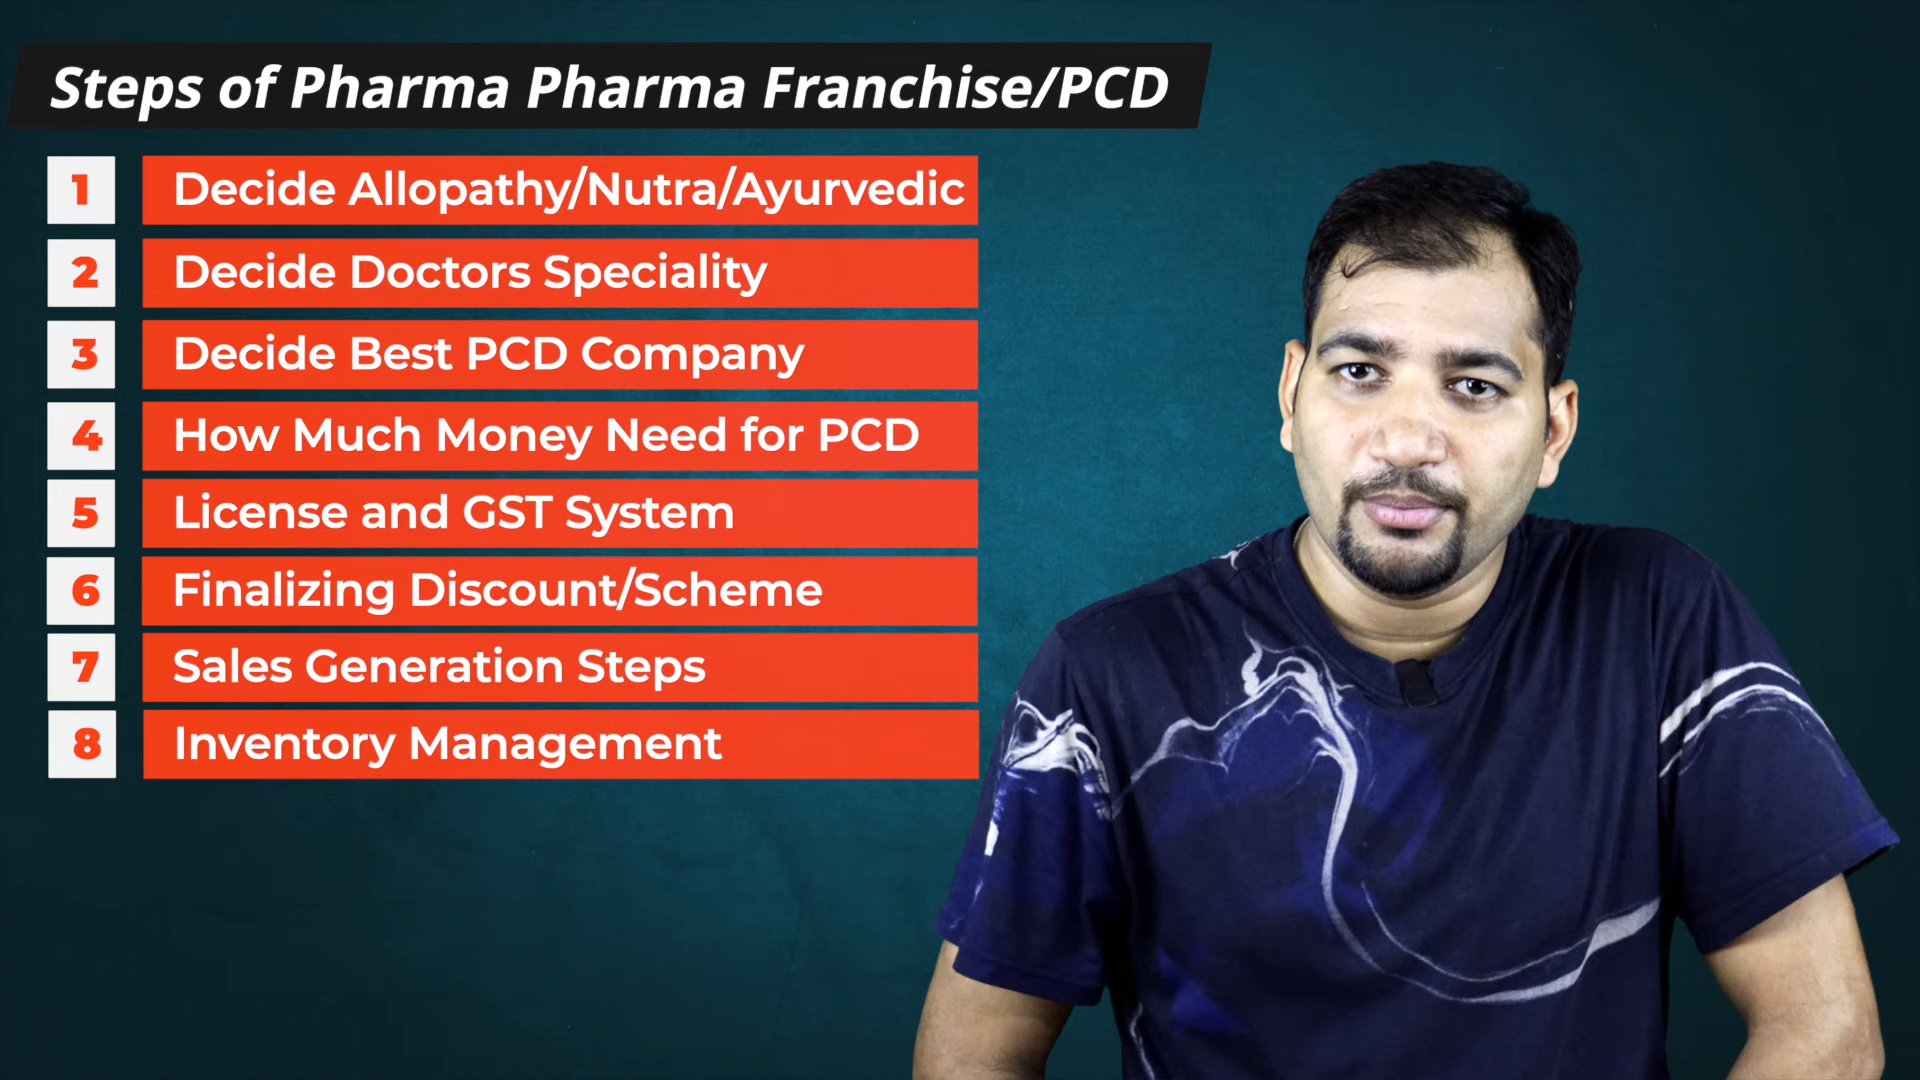 Steps of Pharma Pharma Franchise/PCD
1 Decide Allopathy/Nutra/Ayurvedic
2 Decide Doctors Speciality
3 Decide Best PCD Company
4 How Much Money Need for PCD
5 License and GST System
6 Finalizing Discount/Scheme
7 Sales Generation Steps
8 Inventory Management